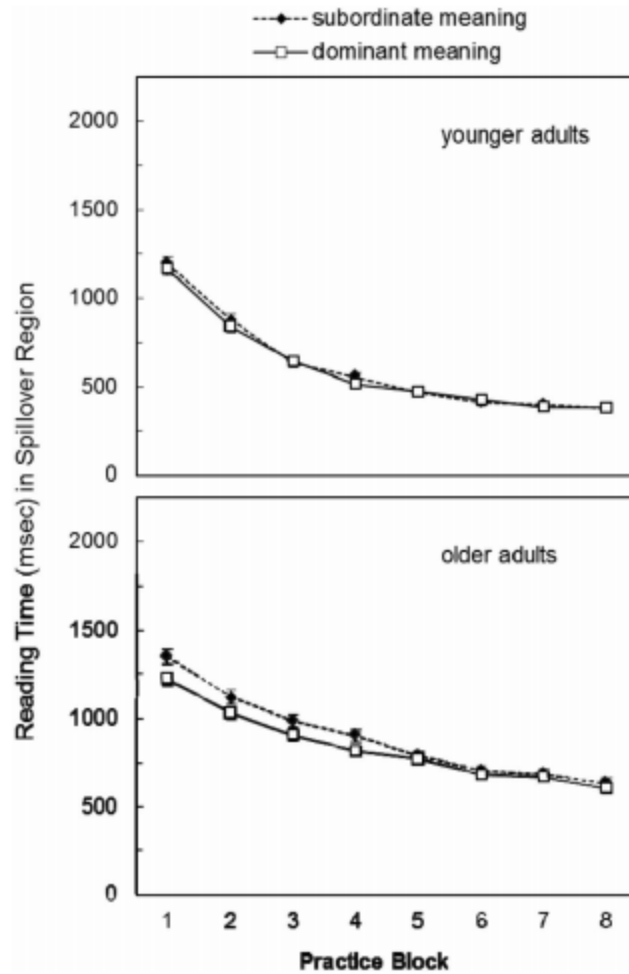 subordinate meaning
dominant meaning
younger adults
2000
1500
1000
500
0
older adults
2000
1500
1000
500
0
Reading Time (msec) in Spillover Region
1 2 3 4 5 6 7 8
Practice Block